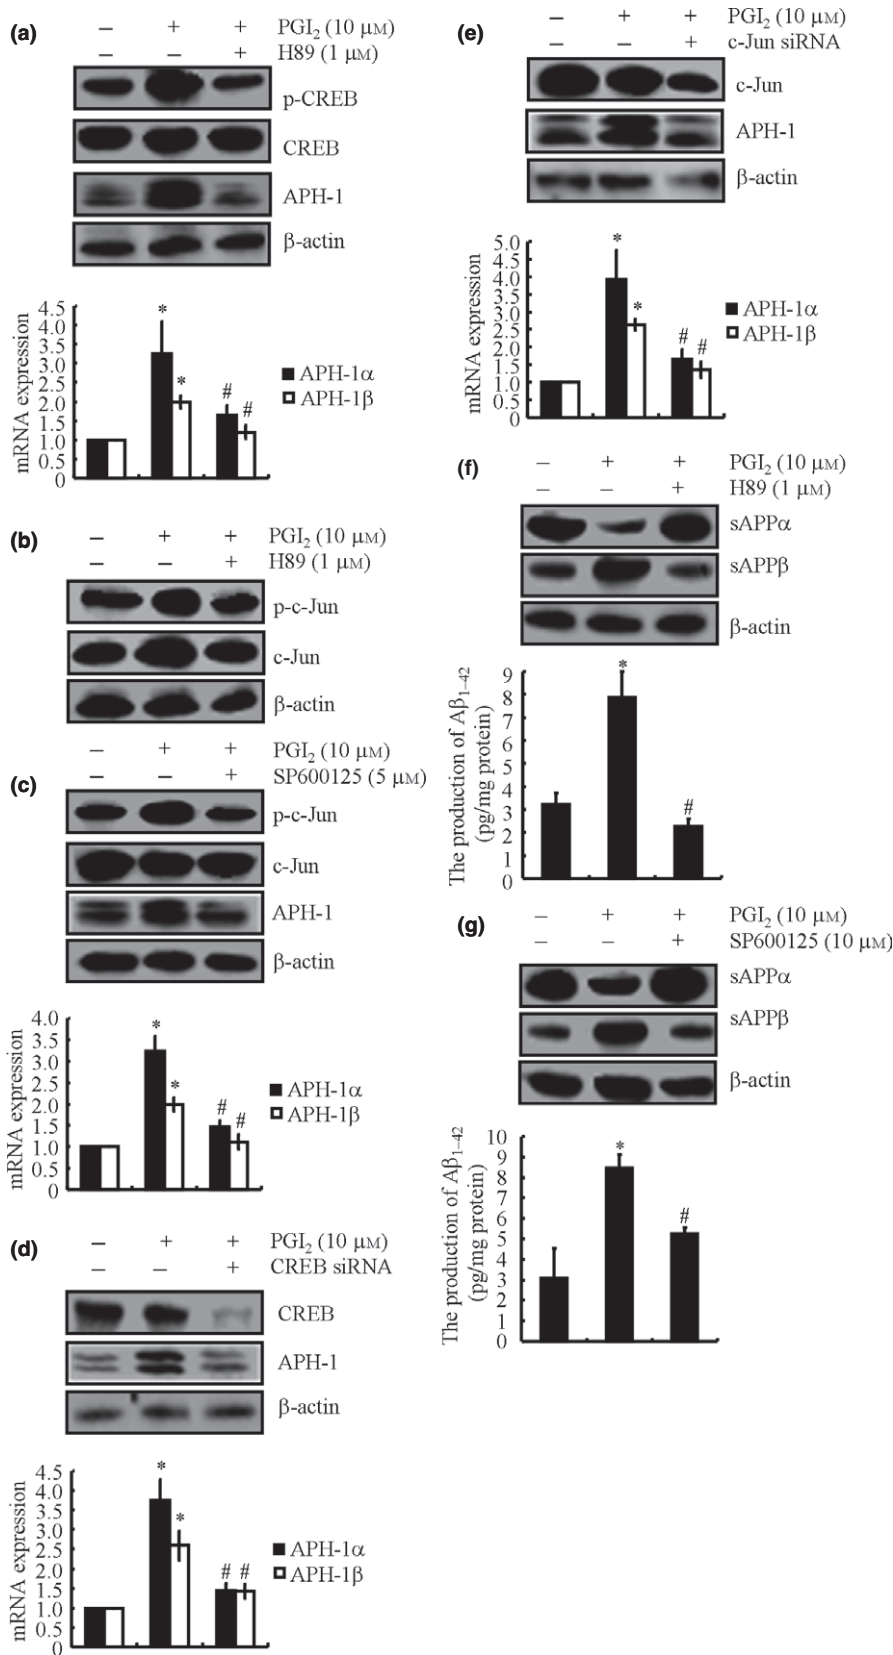 (a)
– + + PGI2 (10 μM)
– – + H89 (1 μM)
p-CREB
CREB
APH-1
β-actin
mRNA expression
4.5
4.0
3.5
3.0
2.5
2.0
1.5
1.0
0.5
0
*
*
#
#
APH-1α
APH-1β
(b)
– + + PGI2 (10 μM)
– – + H89 (1 μM)
p-c-Jun
c-Jun
β-actin
(c)
– + + PGI2 (10 μM)
– – + SP600125 (5 μM)
p-c-Jun
c-Jun
APH-1
β-actin
mRNA expression
4.0
3.5
3.0
2.5
2.0
1.5
1.0
0.5
0
*
*
#
#
APH-1α
APH-1β
(d)
– + + PGI2 (10 μM)
– – + CREB siRNA
CREB
APH-1
β-actin
mRNA expression
4.5
4.0
3.5
3.0
2.5
2.0
1.5
1.0
0.5
0
*
*
# #
APH-1α
APH-1β
(e)
– + + PGI2 (10 μM)
– – + c-Jun siRNA
c-Jun
APH-1
β-actin
mRNA expression
5.0
4.5
4.0
3.5
3.0
2.5
2.0
1.5
1.0
0.5
0
*
*
#
#
APH-1α
APH-1β
(f)
– + + PGI2 (10 μM)
– – + H89 (1 μM)
sAPPα
sAPPβ
β-actin
The production of Aβ1–42
(pg/mg protein)
9
8
7
6
5
4
3
2
1
0
*
#
(g)
– + + PGI2 (10 μM)
– – + SP600125 (10 μM)
sAPPα
sAPPβ
β-actin
The production of Aβ1–42
(pg/mg protein)
10
9
8
7
6
5
4
3
2
1
0
*
#